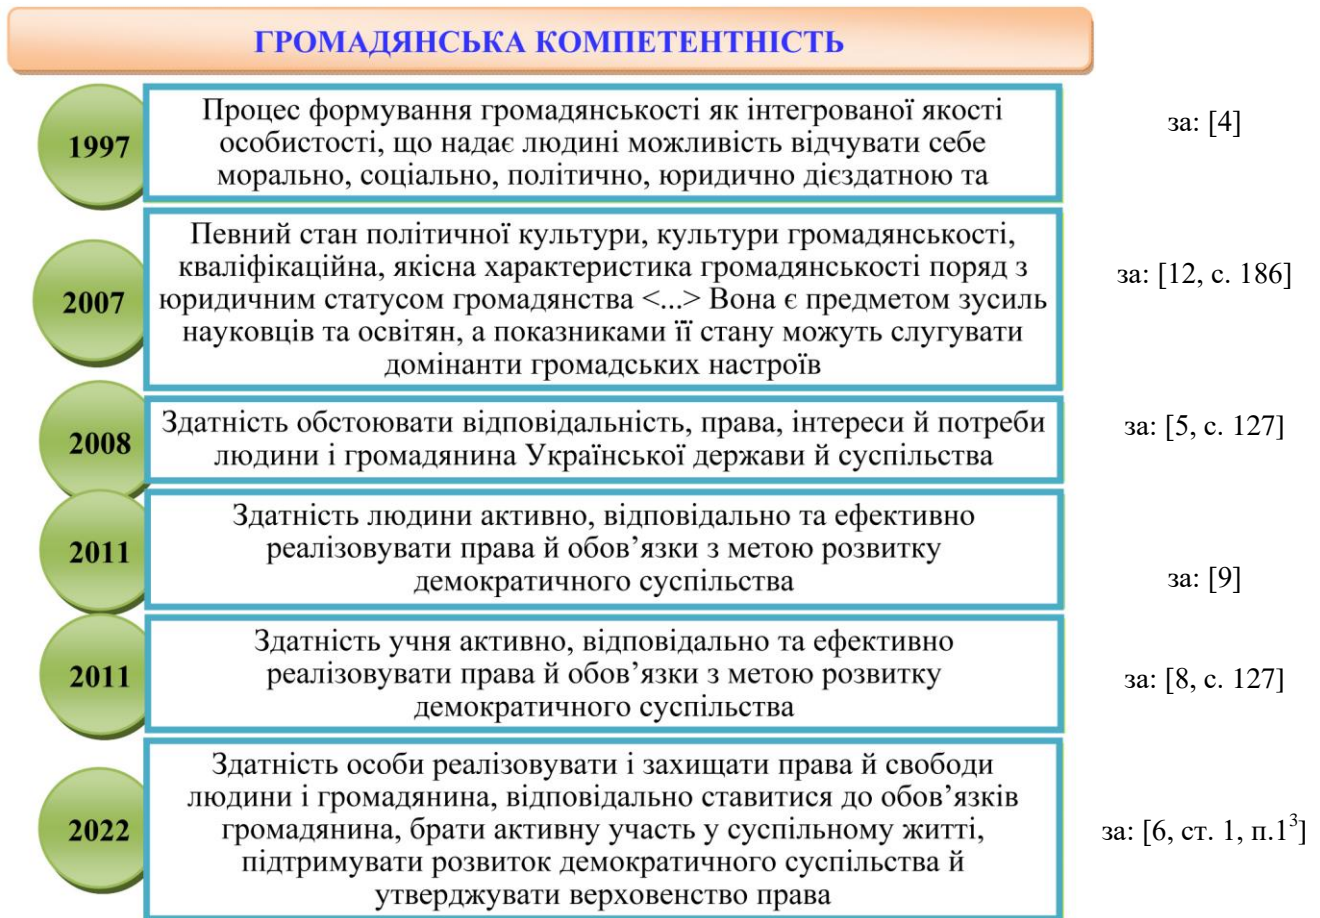 ГРОМАДЯНСЬКА КОМПЕТЕНТНІСТЬ
1997
Процес формування громадянськості як інтегрованої якості
особистості, що надає людині можливість відчувати себе
морально, соціально, політично, юридично дієздатною та
за: [4]
2007
Певний стан політичної культури, культури громадянськості,
кваліфікаційна, якісна характеристика громадянськості поряд з
юридичним статусом громадянства <...> Вона є предметом зусиль
науковців та освітян, а показниками її стану можуть слугувати
домінанти громадських настроїв
за: [12, с. 186]
2008
Здатність обстоювати відповідальність, права, інтереси й потреби
людини і громадянина Української держави й суспільства
за: [5, с. 127]
2011
Здатність людини активно, відповідально та ефективно
реалізовувати права й обов’язки з метою розвитку
демократичного суспільства
за: [9]
2011
Здатність учня активно, відповідально та ефективно
реалізовувати права й обов’язки з метою розвитку
демократичного суспільства
за: [8, с. 127]
2022
Здатність особи реалізовувати і захищати права й свободи
людини і громадянина, відповідально ставитися до обов’язків
громадянина, брати активну участь у суспільному житті,
підтримувати розвиток демократичного суспільства й
утверджувати верховенство права
за: [6, ст. 1, п.1³]